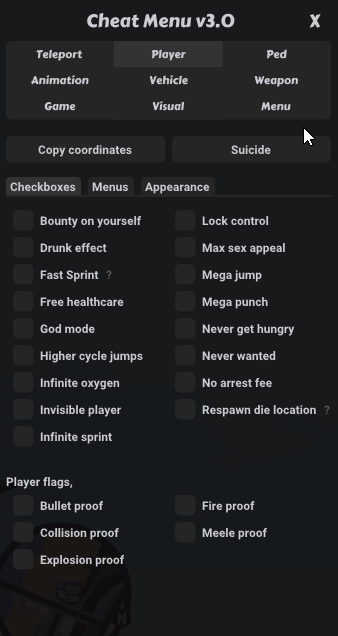 Cheat Menu v3.0 X
Teleport Player Ped
Animation Vehicle Weapon
Game Visual Menu
Copy coordinates Suicide
Checkboxes Menus Appearance
Bounty on yourself Lock control
Drunk effect Max sex appeal
Fast Sprint ? Mega jump
Free healthcare Mega punch
God mode Never get hungry
Higher cycle jumps Never wanted
Infinite oxygen No arrest fee
Invisible player Respawn die location ?
Infinite sprint
Player flags,
Bullet proof Fire proof
Collision proof Meele proof
Explosion proof
N